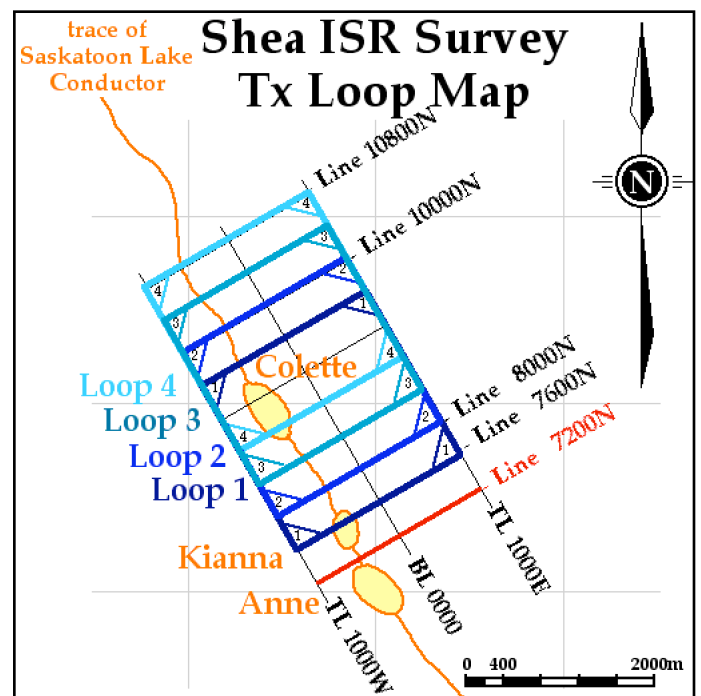 trace of
Saskatoon Lake
Conductor
Shea ISR Survey
Tx Loop Map
N
Line 10800N
Line 10000N
4
3
2
1
4
3
2
1
Colette
4
3
2
1
4
3
2
1
Loop 4
Loop 3
Loop 2
Loop 1
Line 8000N
Line 7600N
Line 7200N
Kianna
Anne
TL 1000E
BL 0000
TL 1000W
0 400 2000m